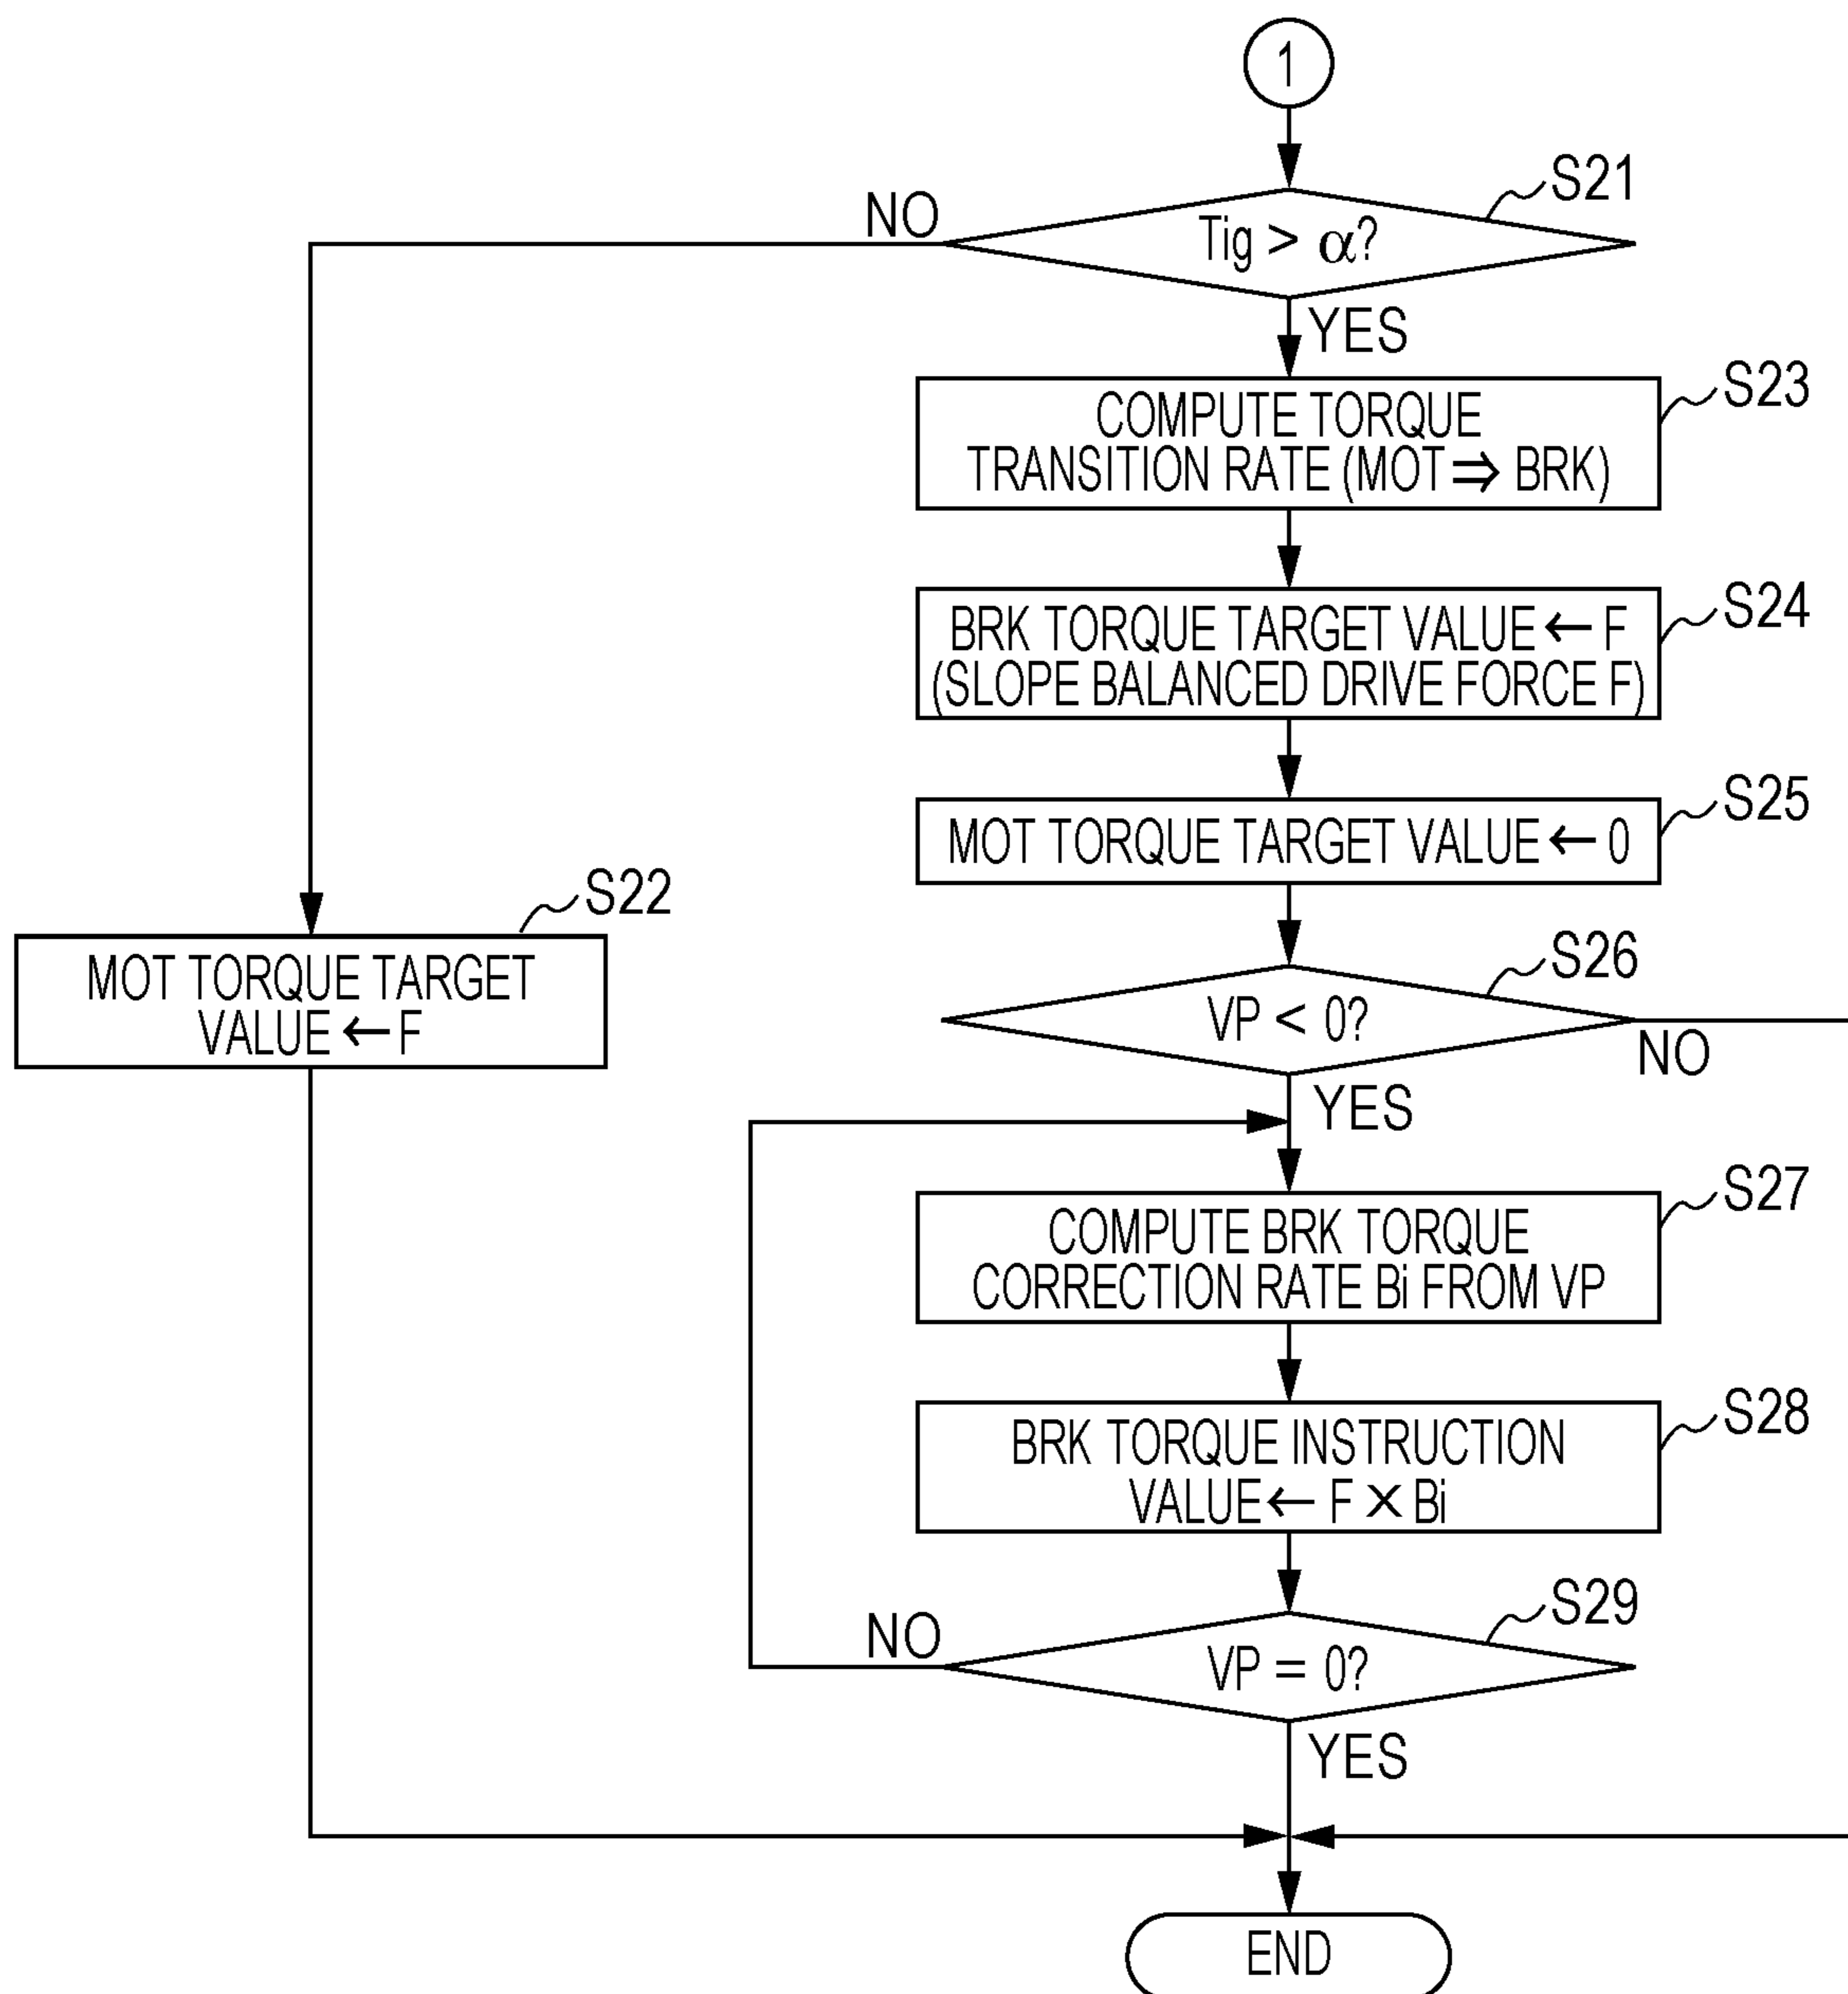 1
S21
NO
Tig > α?
YES
S23
COMPUTE TORQUE
TRANSITION RATE (MOT ⇒ BRK)
S24
BRK TORQUE TARGET VALUE ← F
(SLOPE BALANCED DRIVE FORCE F)
S25
MOT TORQUE TARGET VALUE ← 0
S22
MOT TORQUE TARGET
VALUE ← F
S26
VP < 0?
NO
YES
S27
COMPUTE BRK TORQUE
CORRECTION RATE Bi FROM VP
S28
BRK TORQUE INSTRUCTION
VALUE ← F × Bi
S29
NO
VP = 0?
YES
END